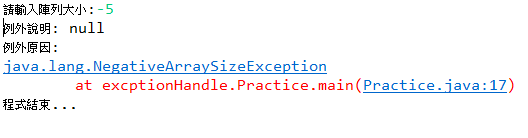 請輸入陣列大小:-5
例外說明: null
例外原因:
java.lang.NegativeArraySizeException
at excptionHandle.Practice.main(Practice.java:17)
程式結束...